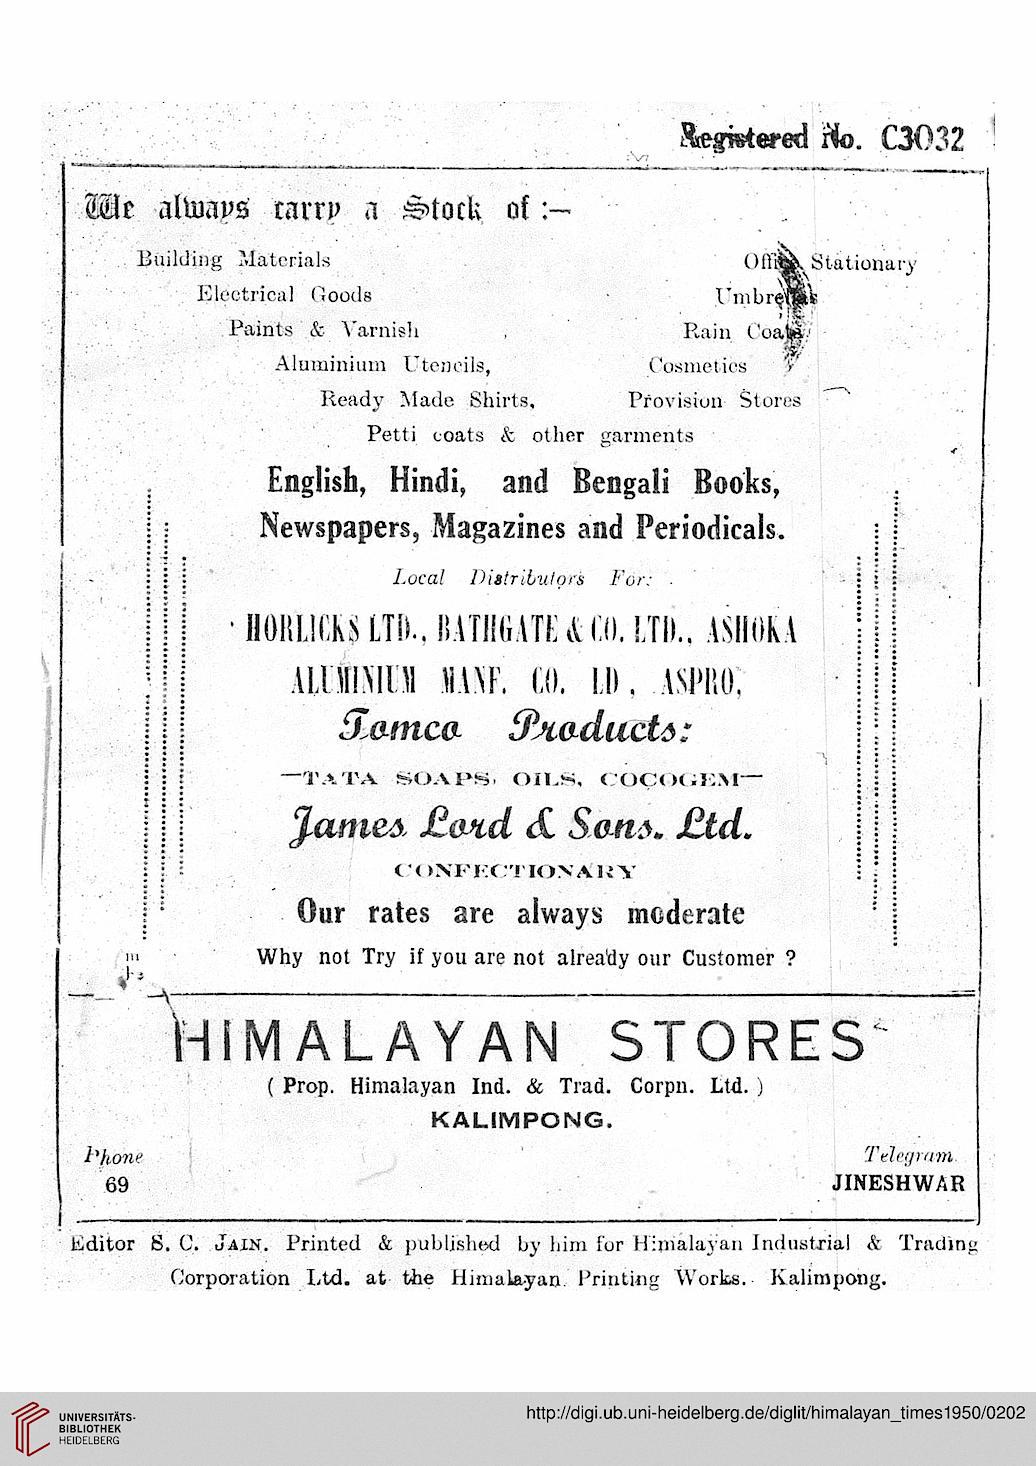 Registered No. C3032
We always carry a Stock of :—
Building Materials
Office Stationary
Electrical Goods
Umbrellas
Paints & Varnish
Rain Coats
Aluminium Utencils,
Cosmetics
Ready Made Shirts,
Provision Stores
Petti coats & other garments
English, Hindi, and Bengali Books,
Newspapers, Magazines and Periodicals.
Local Distributors For:
HORLICKS LTD., BATHGATE & CO. LTD., ASHOKA
ALUMINIUM MANF. CO. LD, ASPRO,
Tomco Products:
—TATA SOAPS, OILS, COCOGEM—
James Lord & Sons. Ltd.
CONFECTIONARY
Our rates are always moderate
Why not Try if you are not already our Customer ?
HIMALAYAN STORES
( Prop. Himalayan Ind. & Trad. Corpn. Ltd. )
KALIMPONG.
Phone
Telegram
69
JINESHWAR
Editor S. C. JAIN. Printed & published by him for Himalayan Industrial & Trading
Corporation Ltd. at the Himalayan Printing Works. Kalimpong.
UNIVERSITÄTS-
BIBLIOTHEK
HEIDELBERG
http://digi.ub.uni-heidelberg.de/diglit/himalayan_times1950/0202